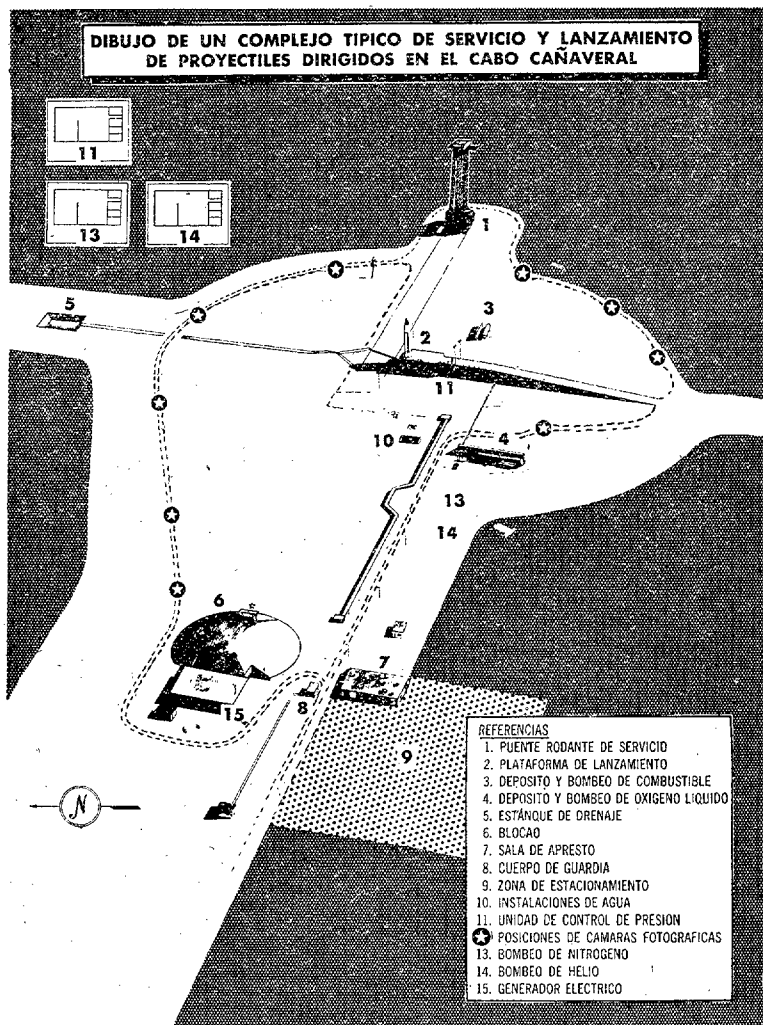 DIBUJO DE UN COMPLEJO TIPICO DE SERVICIO Y LANZAMIENTO
DE PROYECTILES DIRIGIDOS EN EL CABO CAÑAVERAL
11
13
14
1
5
3
2
11
10
4
13
14
6
7
15
8
9
N
REFERENCIAS
1. PUENTE RODANTE DE SERVICIO
2. PLATAFORMA DE LANZAMIENTO
3. DEPOSITO Y BOMBEO DE COMBUSTIBLE
4. DEPOSITO Y BOMBEO DE OXIGENO LIQUIDO
5. ESTANQUE DE DRENAJE
6. BLOCAO
7. SALA DE APRESTO
8. CUERPO DE GUARDIA
9. ZONA DE ESTACIONAMIENTO
10. INSTALACIONES DE AGUA
11. UNIDAD DE CONTROL DE PRESION
POSICIONES DE CAMARAS FOTOGRAFICAS
13. BOMBEO DE NITROGENO
14. BOMBEO DE HELIO
15. GENERADOR ELECTRICO